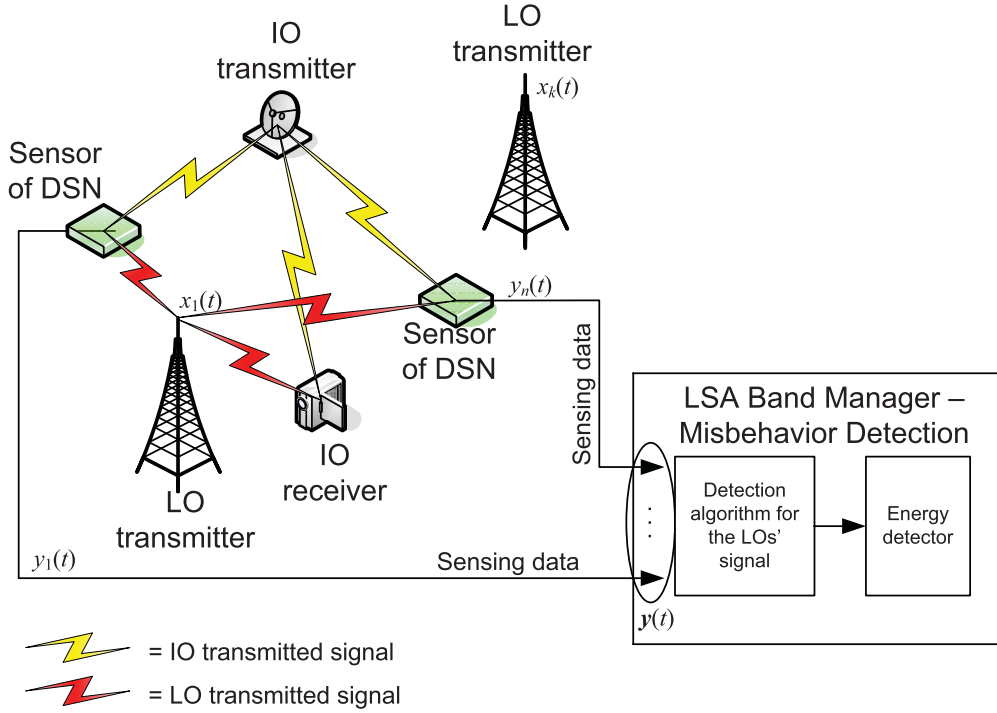 IO
transmitter
LO
transmitter
xk(t)
Sensor
of DSN
x1(t)
yn(t)
Sensor
of DSN
Sensing data
LSA Band Manager –
Misbehavior Detection
IO
receiver
Detection
algorithm for
the LOs'
signal
Energy
detector
LO
transmitter
y1(t)
Sensing data
y(t)
= IO transmitted signal
= LO transmitted signal